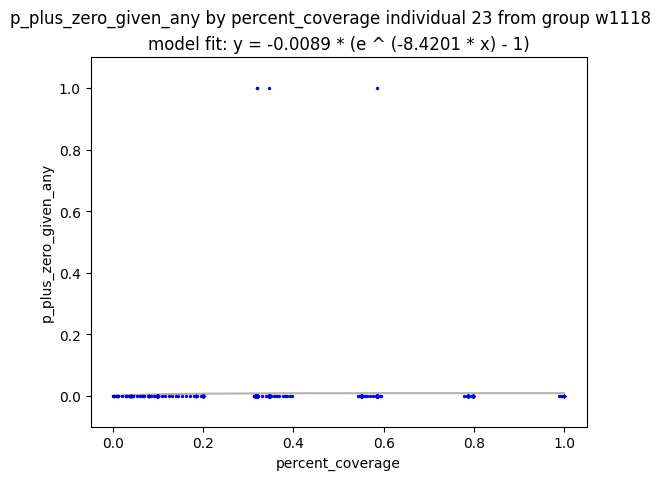 p_plus_zero_given_any by percent_coverage individual 23 from group w1118
model fit: y = -0.0089 * (e ^ (-8.4201 * x) - 1)
1.0
0.8
0.6
0.4
0.2
0.0
p_plus_zero_given_any
0.0 0.2 0.4 0.6 0.8 1.0
percent_coverage